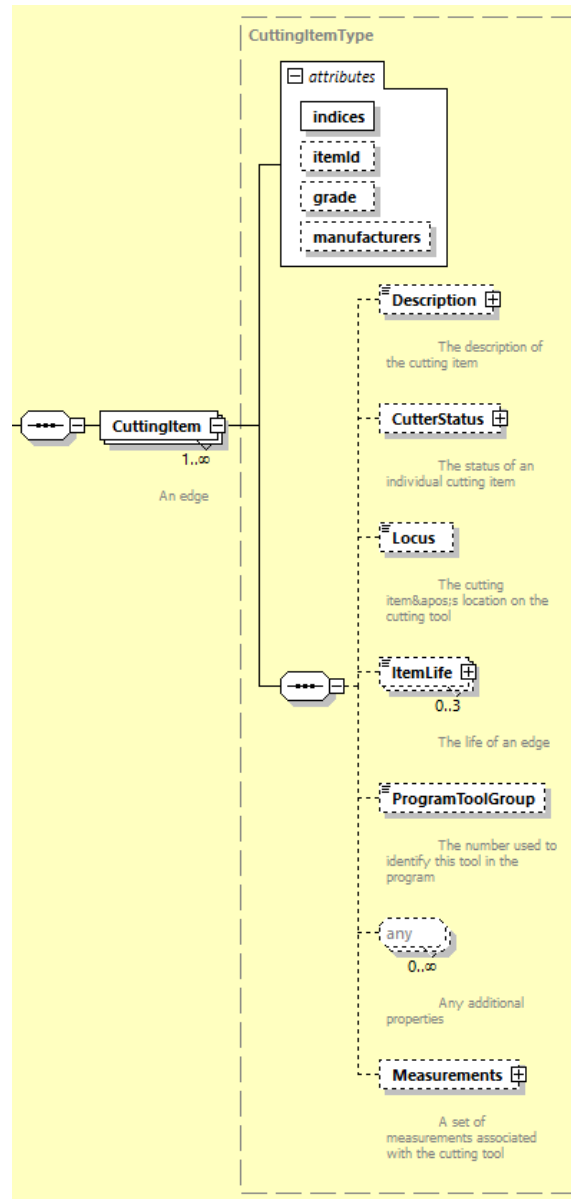 CuttingItemType
attributes
indices
itemId
grade
manufacturers
Description
The description of
the cutting item
CutterStatus
The status of an
individual cutting item
CuttingItem
1..∞
An edge
Locus
The cutting
item&apos;s location on the
cutting tool
ItemLife
0..3
The life of an edge
ProgramToolGroup
The number used to
identify this tool in the
program
any
0..∞
Any additional
properties
Measurements
A set of
measurements associated
with the cutting tool